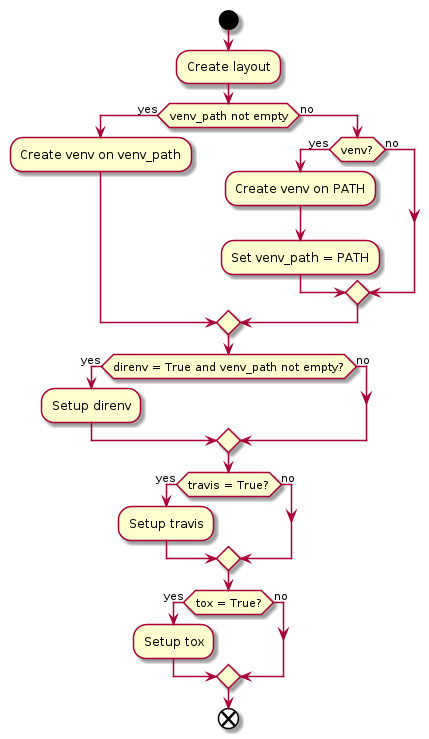 Create layout
yes
venv_path not empty
no
Create venv on venv_path
yes
venv?
no
Create venv on PATH
Set venv_path = PATH
yes
direnv = True and venv_path not empty?
no
Setup direnv
yes
travis = True?
no
Setup travis
yes
tox = True?
no
Setup tox